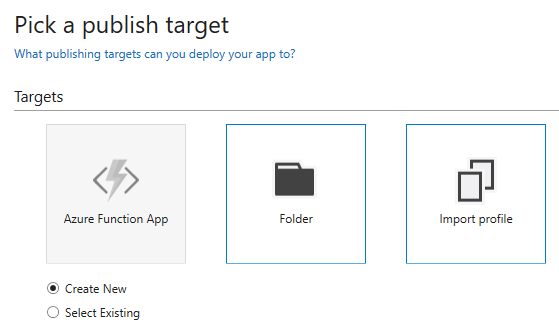 Pick a publish target
What publishing targets can you deploy your app to?
Targets
Azure Function App
Folder
Import profile
Create New
Select Existing